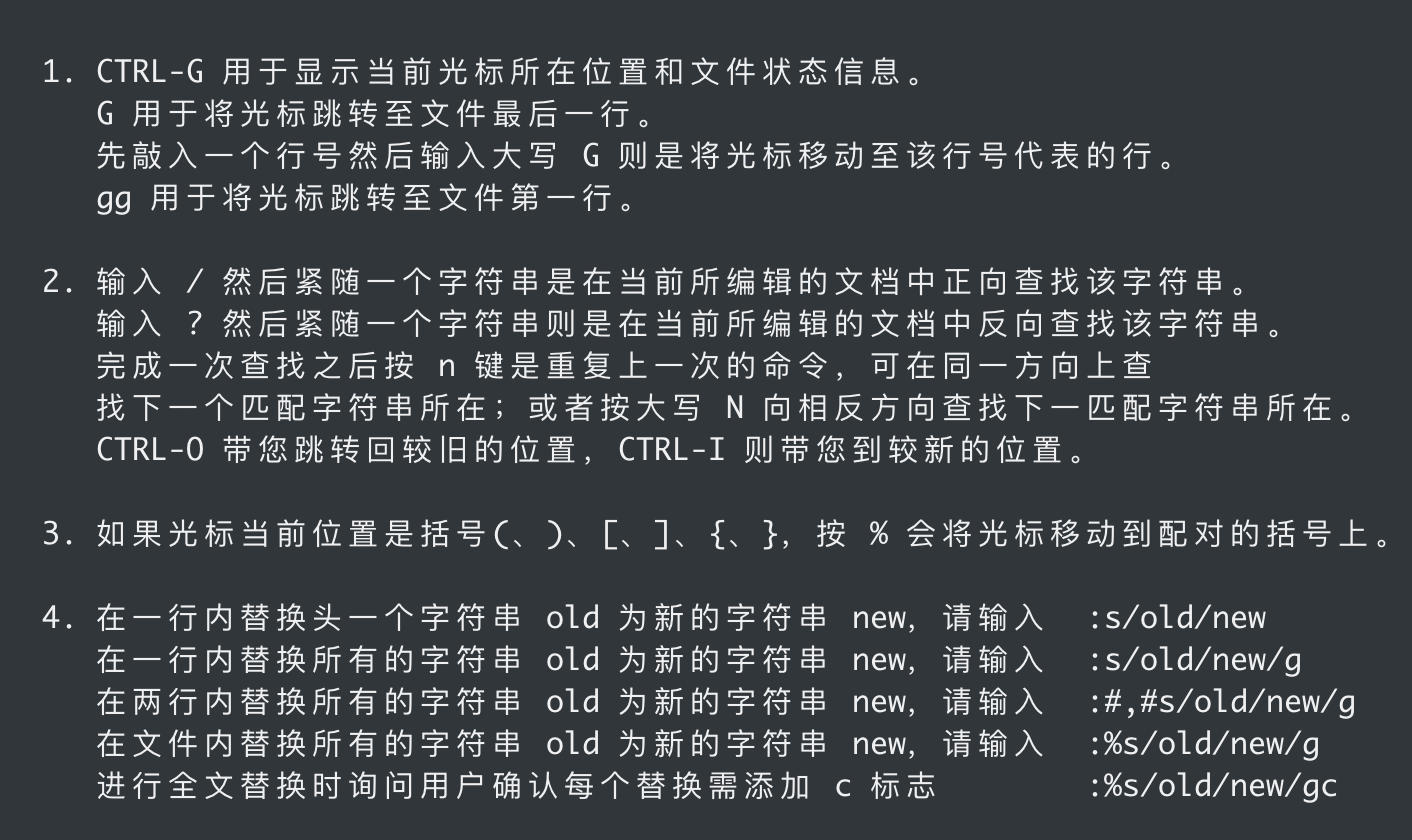 1. CTRL-G 用于显示当前光标所在位置和文件状态信息。
G 用于将光标跳转至文件最后一行。
先敲入一个行号然后输入大写 G 则是将光标移动至该行号代表的行。
gg 用于将光标跳转至文件第一行。
2. 输入 / 然后紧随一个字符串是在当前所编辑的文档中正向查找该字符串。
输入 ? 然后紧随一个字符串则是在当前所编辑的文档中反向查找该字符串。
完成一次查找之后按 n 键是重复上一次的命令，可在同一方向上查
找下一个匹配字符串所在；或者按大写 N 向相反方向查找下一匹配字符串所在。
CTRL-O 带您跳转回较旧的位置，CTRL-I 则带您到较新的位置。
3. 如果光标当前位置是括号(、)、[、]、{、}，按 % 会将光标移动到配对的括号上。
4. 在一行内替换头一个字符串 old 为新的字符串 new，请输入  :s/old/new
在一行内替换所有的字符串 old 为新的字符串 new，请输入  :s/old/new/g
在两行内替换所有的字符串 old 为新的字符串 new，请输入  :#,#s/old/new/g
在文件内替换所有的字符串 old 为新的字符串 new，请输入  :%s/old/new/g
进行全文替换时询问用户确认每个替换需添加 c 标志        :%s/old/new/gc